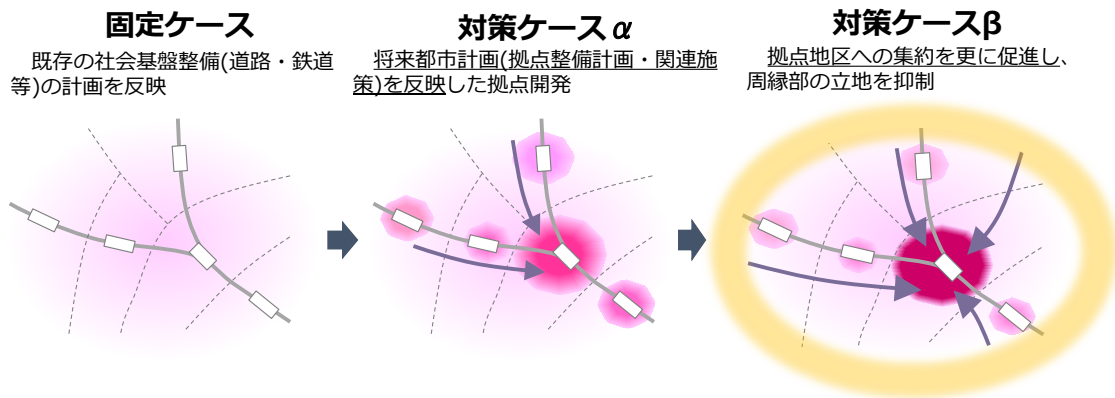 固定ケース
既存の社会基盤整備(道路・鉄道
等)の計画を反映
対策ケースα
将来都市計画(拠点整備計画・関連施
策)を反映した拠点開発
対策ケースβ
拠点地区への集約を更に促進し、
周縁部の立地を抑制